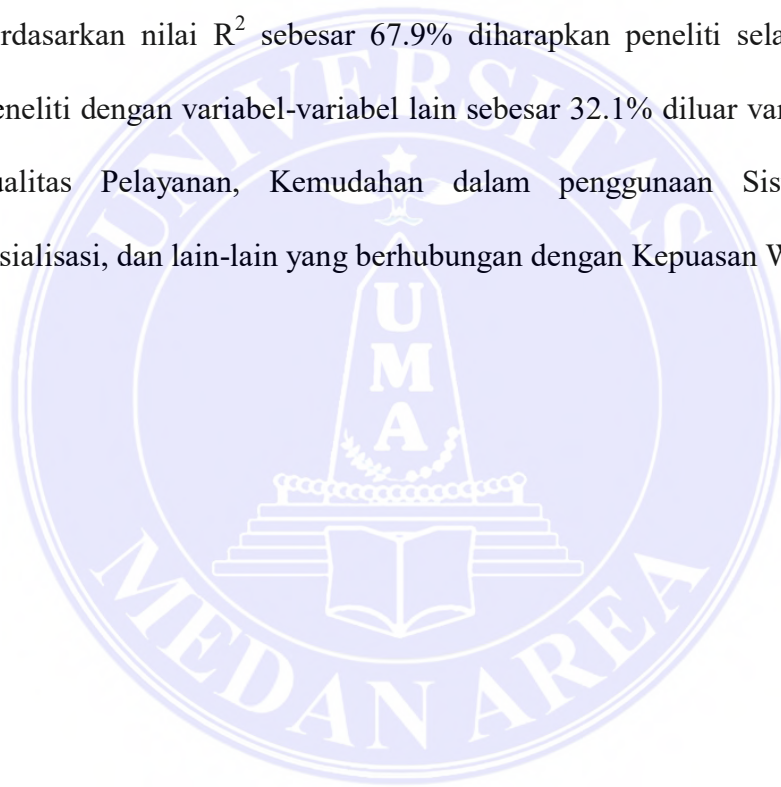 rdasarkan nilai R² sebesar 67.9% diharapkan peneliti sela
eneliti dengan variabel-variabel lain sebesar 32.1% diluar var
ualitas Pelayanan, Kemudahan dalam penggunaan Sis
sialisasi, dan lain-lain yang berhubungan dengan Kepuasan W
UNIVERSITAS
U
M
A
MEDAN AREA